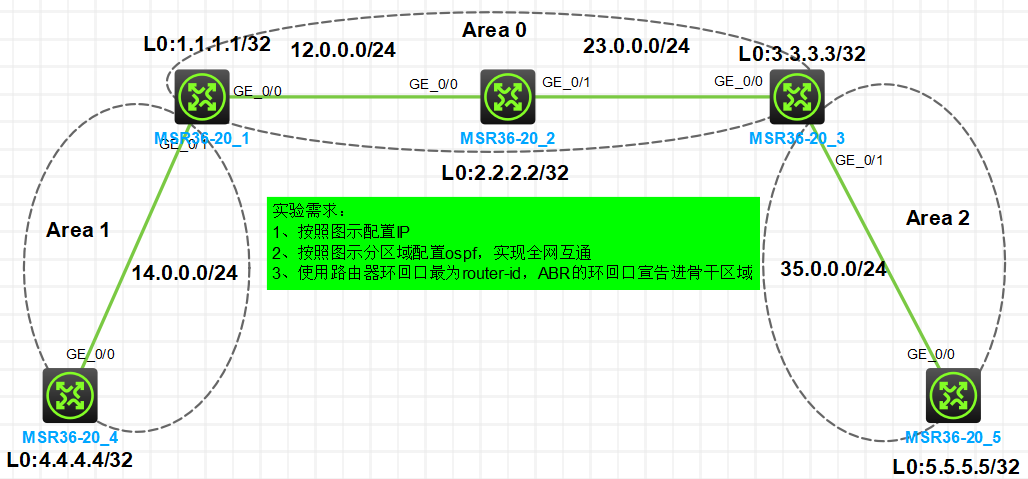 Area 0
L0:1.1.1.1/32
12.0.0.0/24
23.0.0.0/24
L0:3.3.3.3/32
GE_0/0
GE_0/0
GE_0/1
GE_0/0
MSR36-20_1
MSR36-20_2
MSR36-20_3
GE_0/1
GE_0/1
L0:2.2.2.2/32
实验需求：
1、按照图示配置IP
2、按照图示分区域配置ospf，实现全网互通
3、使用路由器环回口最为router-id，ABR的环回口宣告进骨干区域
Area 1
Area 2
14.0.0.0/24
35.0.0.0/24
GE_0/0
GE_0/0
MSR36-20_4
MSR36-20_5
L0:4.4.4.4/32
L0:5.5.5.5/32